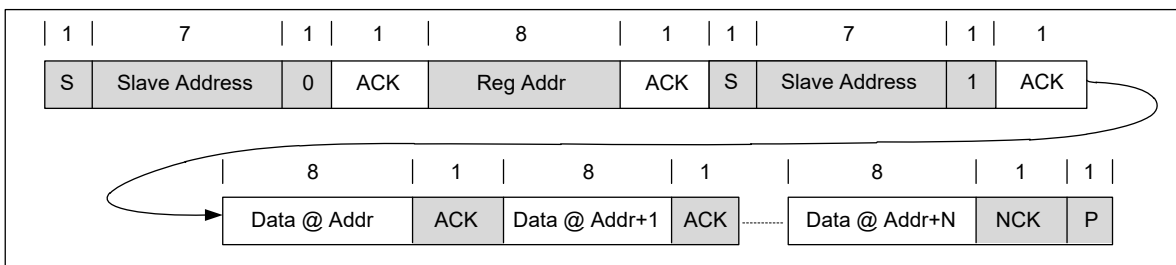 1 7 1 1 8 1 1 7 1 1
S Slave Address 0 ACK Reg Addr ACK S Slave Address 1 ACK
8 1 8 1 8 1 1
Data @ Addr ACK Data @ Addr+1 ACK Data @ Addr+N NCK P